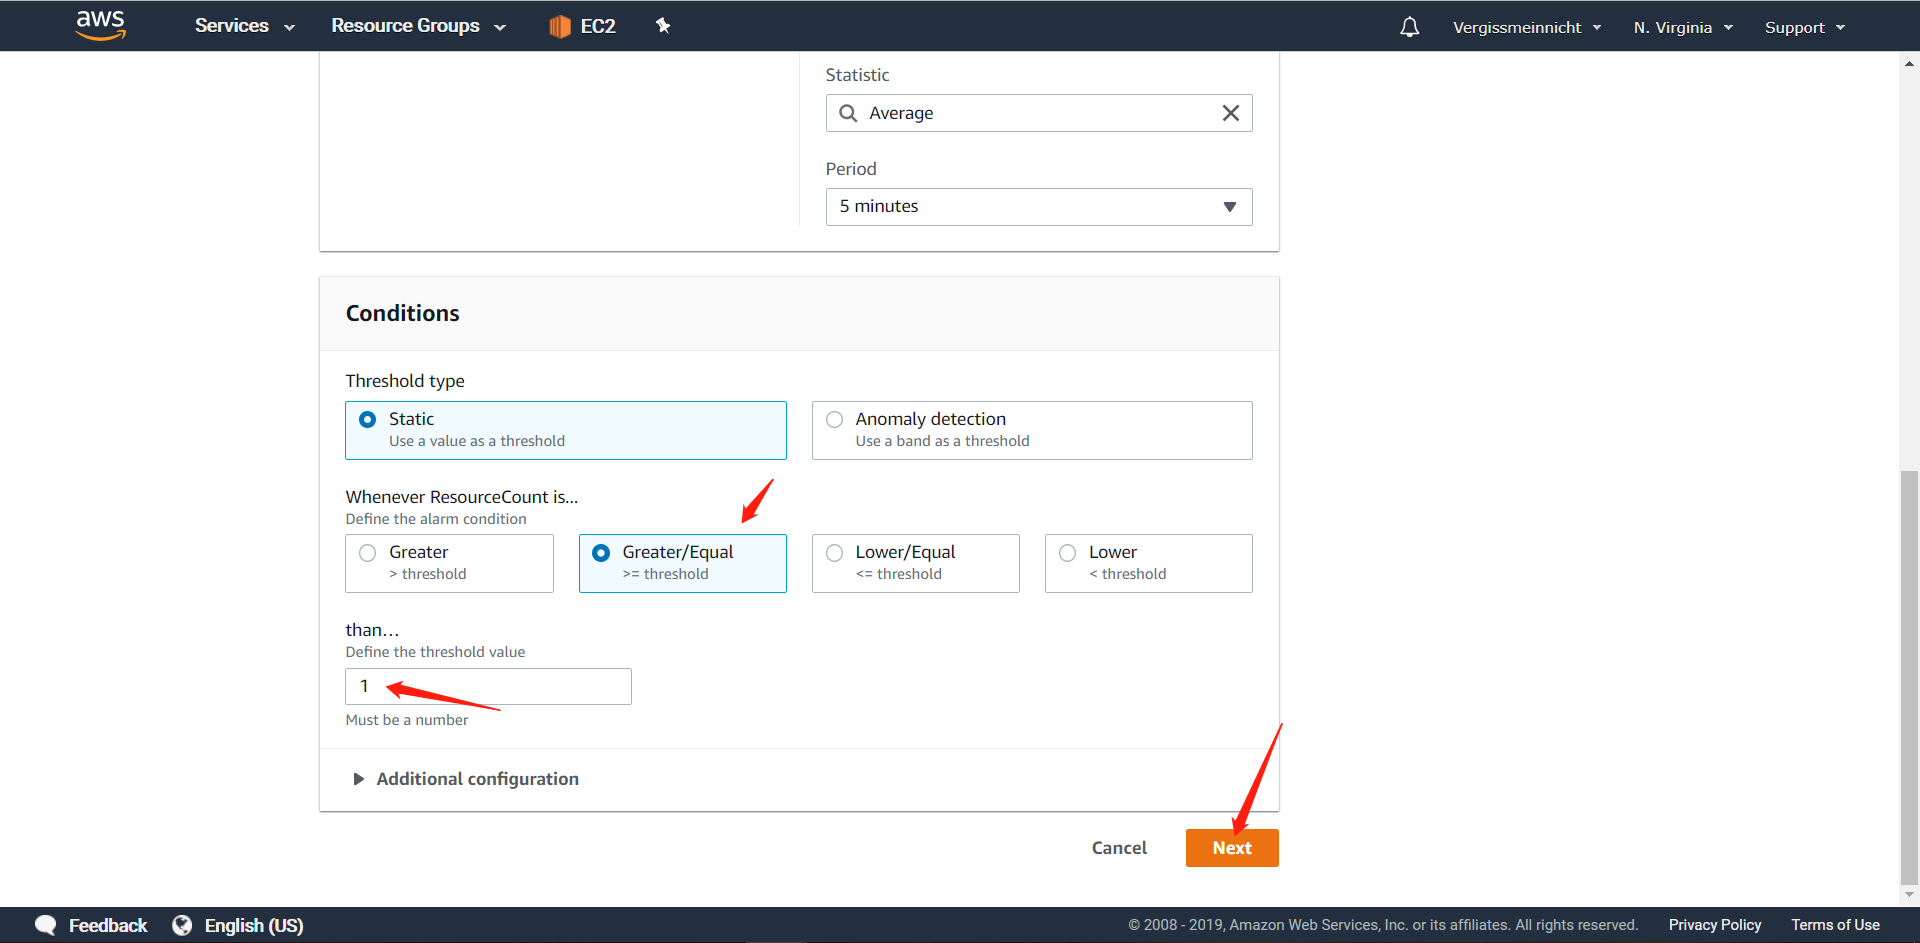 aws Services Resource Groups EC2 Vergissmeinnicht N. Virginia Support
Statistic
Average
Period
5 minutes
Conditions
Threshold type
Static
Use a value as a threshold
Anomaly detection
Use a band as a threshold
Whenever ResourceCount is...
Define the alarm condition
Greater
> threshold
Greater/Equal
>= threshold
Lower/Equal
<= threshold
Lower
< threshold
than...
Define the threshold value
1
Must be a number
Additional configuration
Cancel Next
Feedback English (US) © 2008 - 2019, Amazon Web Services, Inc. or its affiliates. All rights reserved. Privacy Policy Terms of Use